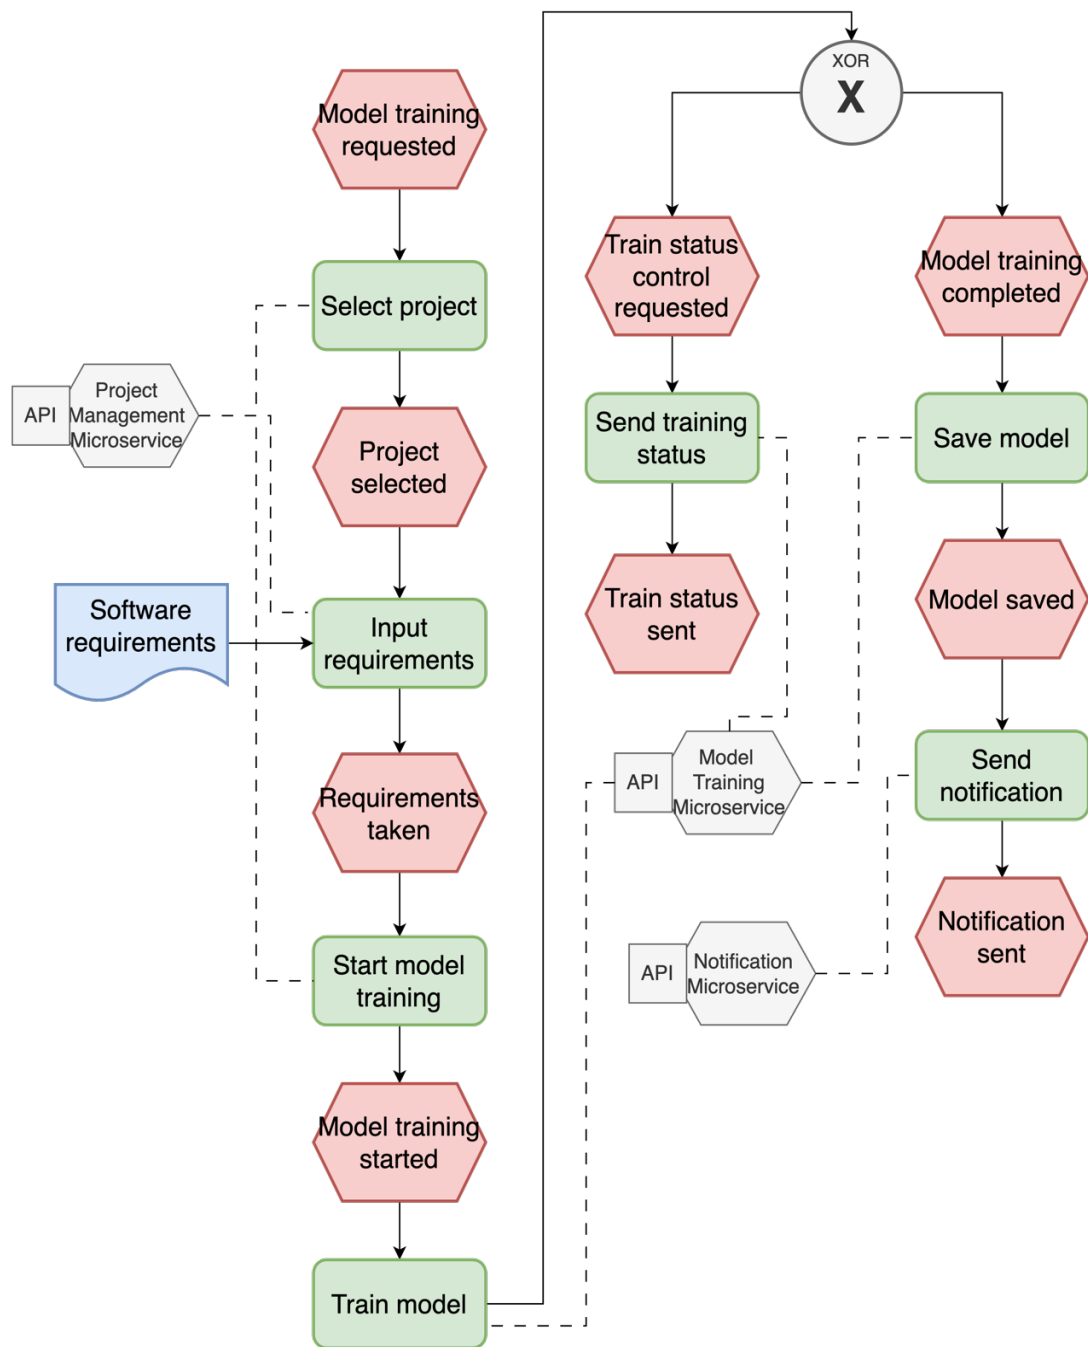 Model training
requested
Select project
API
Project
Management
Microservice
Project
selected
Software
requirements
Input
requirements
Requirements
taken
Start model
training
Model training
started
Train model
XOR
X
Train status
control
requested
Send training
status
Train status
sent
Model training
completed
Save model
Model saved
API
Model
Training
Microservice
Send
notification
API
Notification
Microservice
Notification
sent